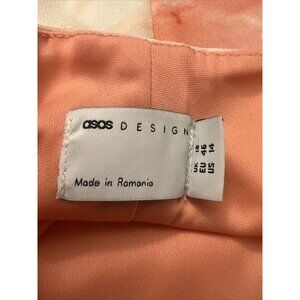 asos DESIGN
Made in Romania
UK 18
EU 46
US 14